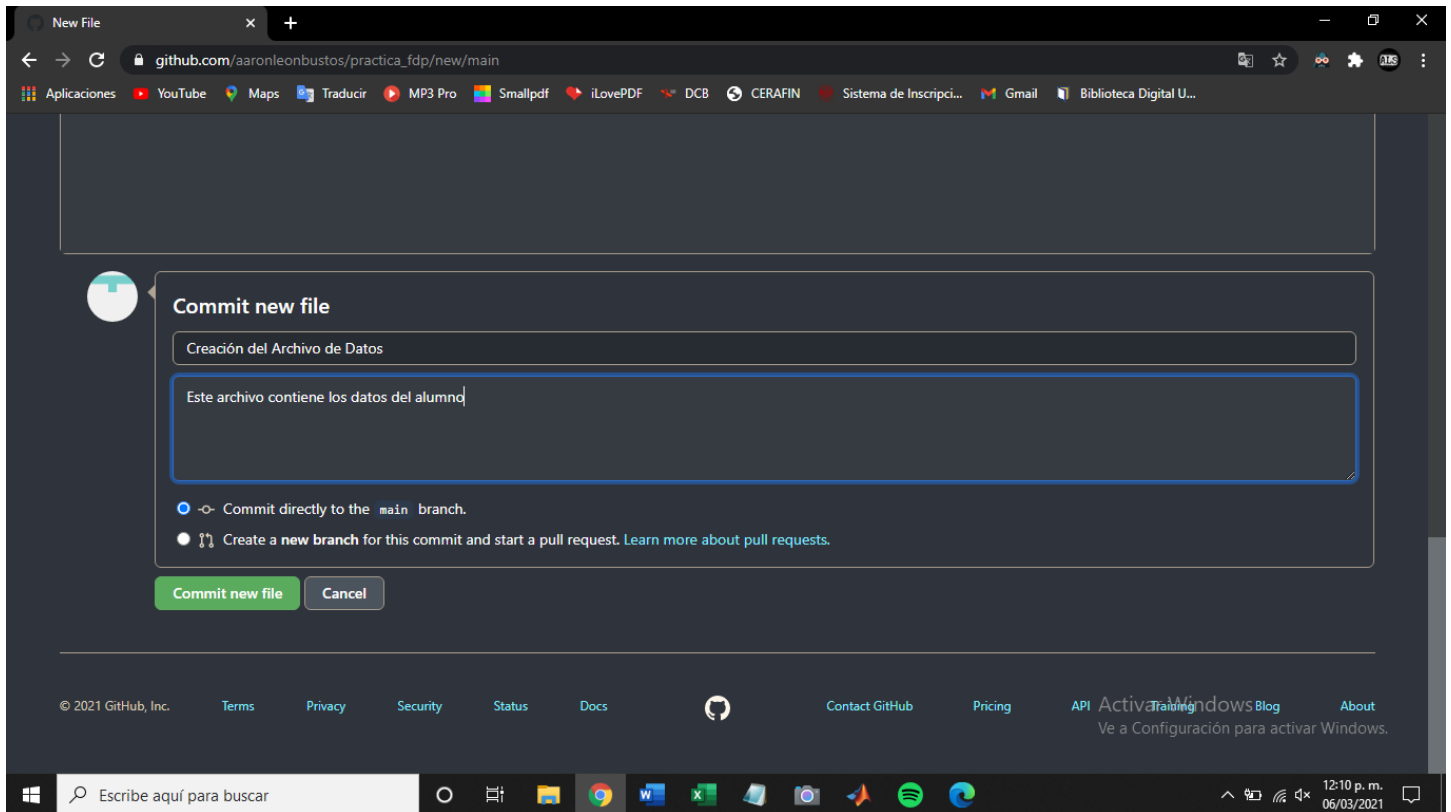 New File
github.com/aaronleonbustos/practica_fdp/new/main
Aplicaciones YouTube Maps Traducir MP3 Pro Smallpdf iLovePDF DCB CERAFIN Sistema de Inscripci... Gmail Biblioteca Digital U...
Commit new file
Creación del Archivo de Datos
Este archivo contiene los datos del alumno
Commit directly to the main branch.
Create a new branch for this commit and start a pull request. Learn more about pull requests.
Commit new file Cancel
© 2021 GitHub, Inc. Terms Privacy Security Status Docs Contact GitHub Pricing API Training Blog About
Activar Windows
Ve a Configuración para activar Windows.
Escribe aquí para buscar
12:10 p. m.
06/03/2021